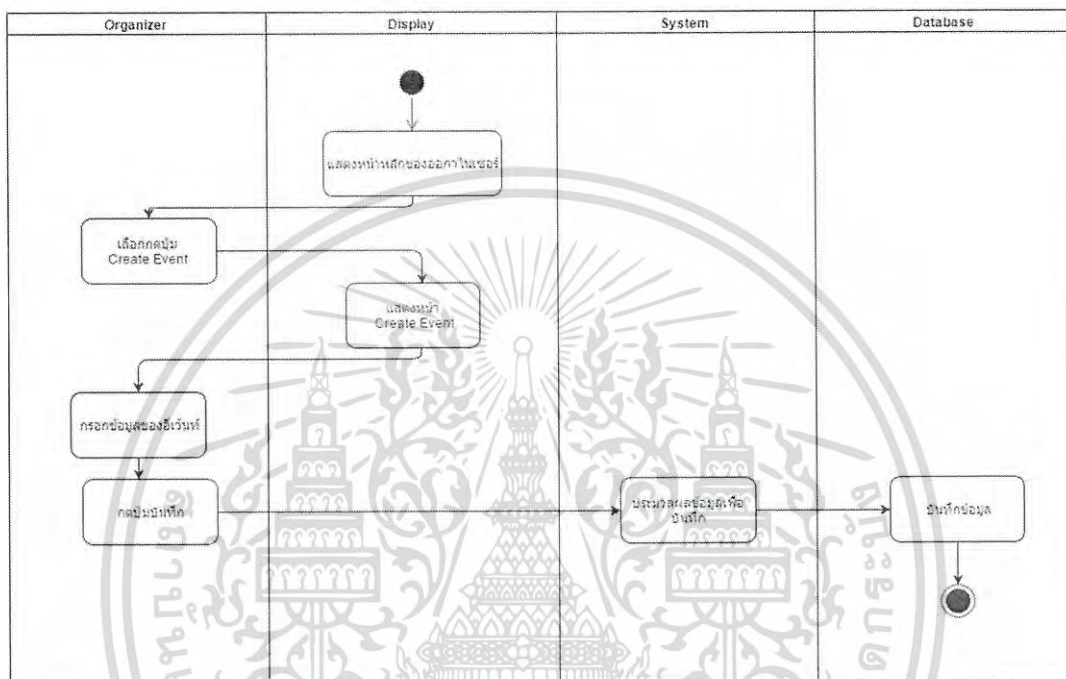 Organizer
Display
System
Database
แสดงหน้าหลักของออกาไนเซอร์
เลือกกดปุ่ม
Create Event
แสดงหน้า
Create Event
กรอกข้อมูลของอีเว้นท์
กดปุ่มบันทึก
ประมวลผลข้อมูลเพื่อ
บันทึก
บันทึกข้อมูล